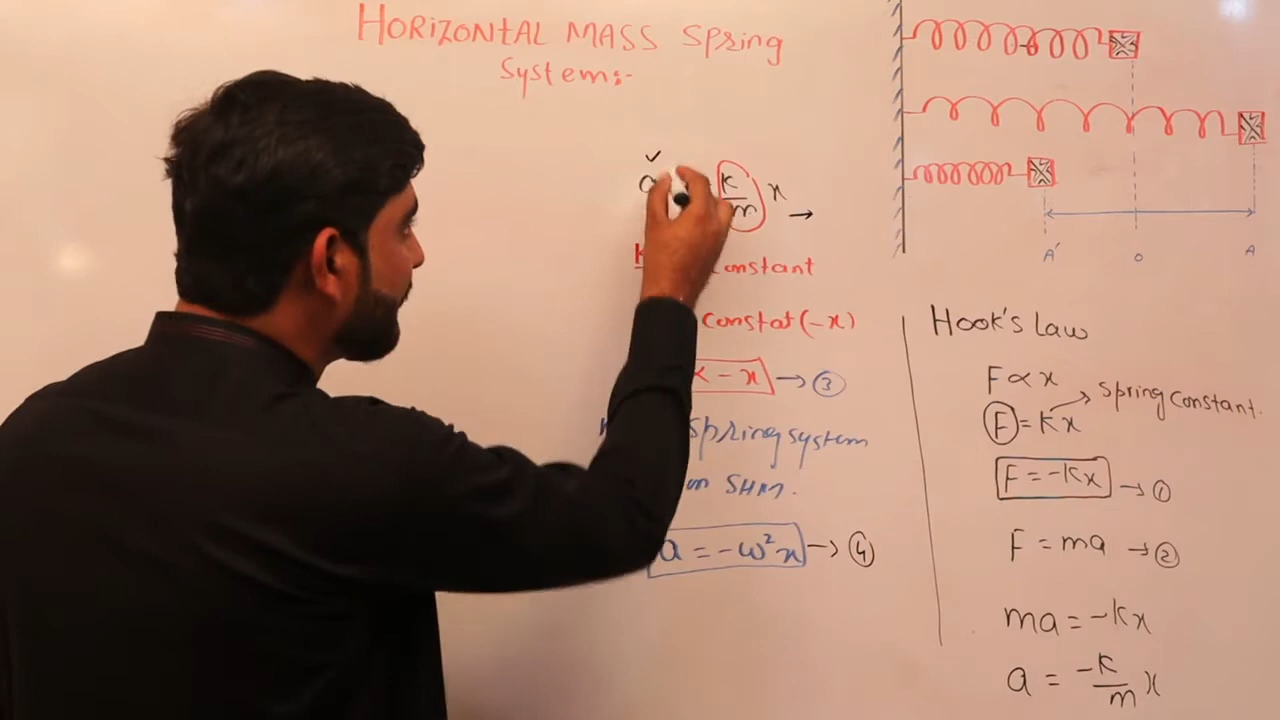 HORIZONTAL MASS Spring
System:-
a k/m x →
K constant
constat (-x)
∝ - x → 3
spring system
SHM.
a = -ω²x → 4
A' O A
Hook's Law
F ∝ x
F = Kx → spring constant.
F = -Kx → 1
F = ma → 2
ma = -Kx
a = -K/m x